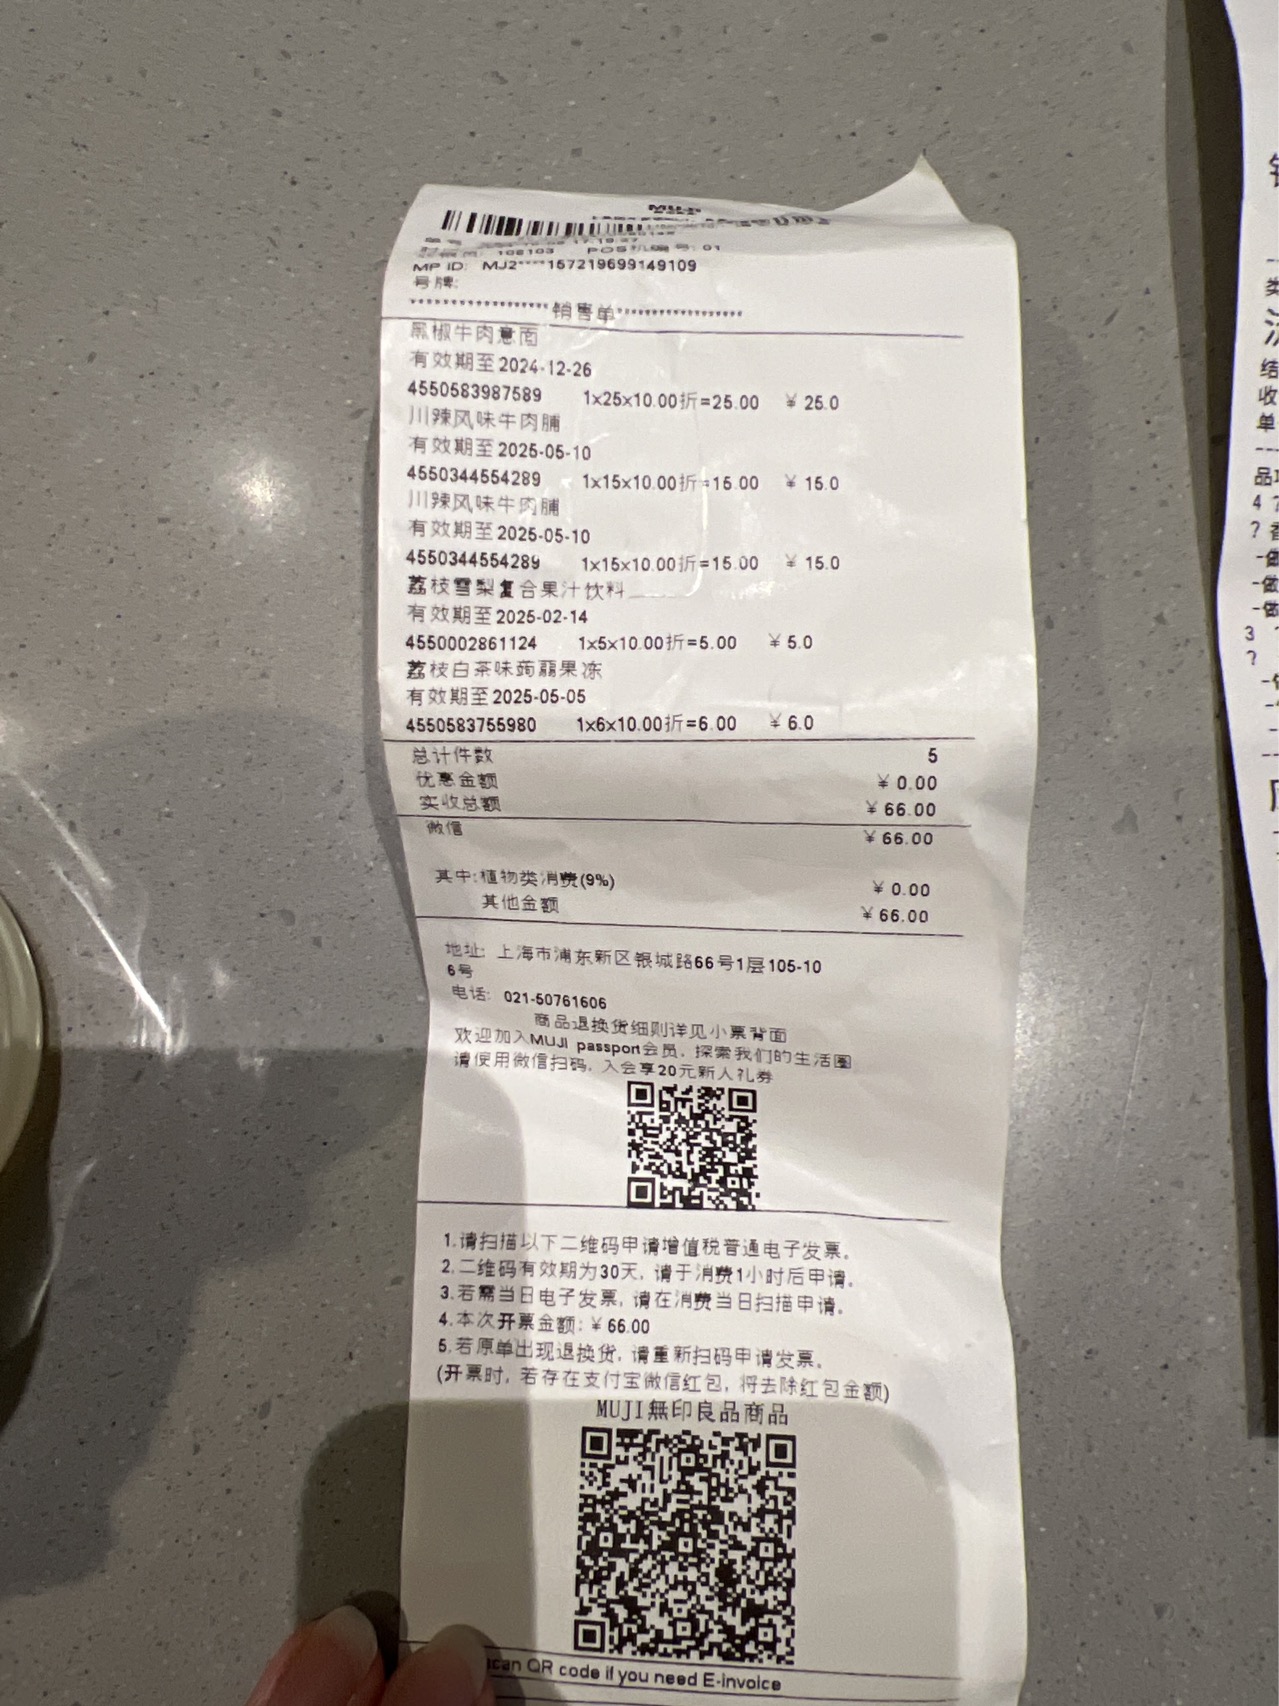 MUJI
单号
POS机编号: 01
MP ID: MJ2****157219699149109
号牌:
销售单
黑椒牛肉意面
有效期至2024-12-26
4550583987589 1x25x10.00折=25.00 ¥ 25.0
川辣风味牛肉脯
有效期至2025-05-10
4550344554289 1x15x10.00折=15.00 ¥ 15.0
川辣风味牛肉脯
有效期至2025-05-10
4550344554289 1x15x10.00折=15.00 ¥ 15.0
荔枝雪梨复合果汁饮料
有效期至2025-02-14
4550002861124 1x5x10.00折=5.00 ¥ 5.0
荔枝白茶味蒟蒻果冻
有效期至2025-05-05
4550583755980 1x6x10.00折=6.00 ¥ 6.0
总计件数 5
优惠金额 ¥ 0.00
实收总额 ¥ 66.00
微信 ¥ 66.00
其中:植物类消费(9%) ¥ 0.00
其他金额 ¥ 66.00
地址: 上海市浦东新区银城路66号1层105-10
6号
电话: 021-50761606
商品退换货细则详见小票背面
欢迎加入MUJI passport会员, 探索我们的生活圈
请使用微信扫码, 入会享20元新人礼券
1.请扫描以下二维码申请增值税普通电子发票。
2.二维码有效期为30天, 请于消费1小时后申请。
3.若需当日电子发票, 请在消费当日扫描申请。
4.本次开票金额: ¥ 66.00
5.若原单出现退换货, 请重新扫码申请发票。
(开票时, 若存在支付宝微信红包, 将去除红包金额)
MUJI無印良品商品
scan QR code if you need E-invoice
类
结
收
单